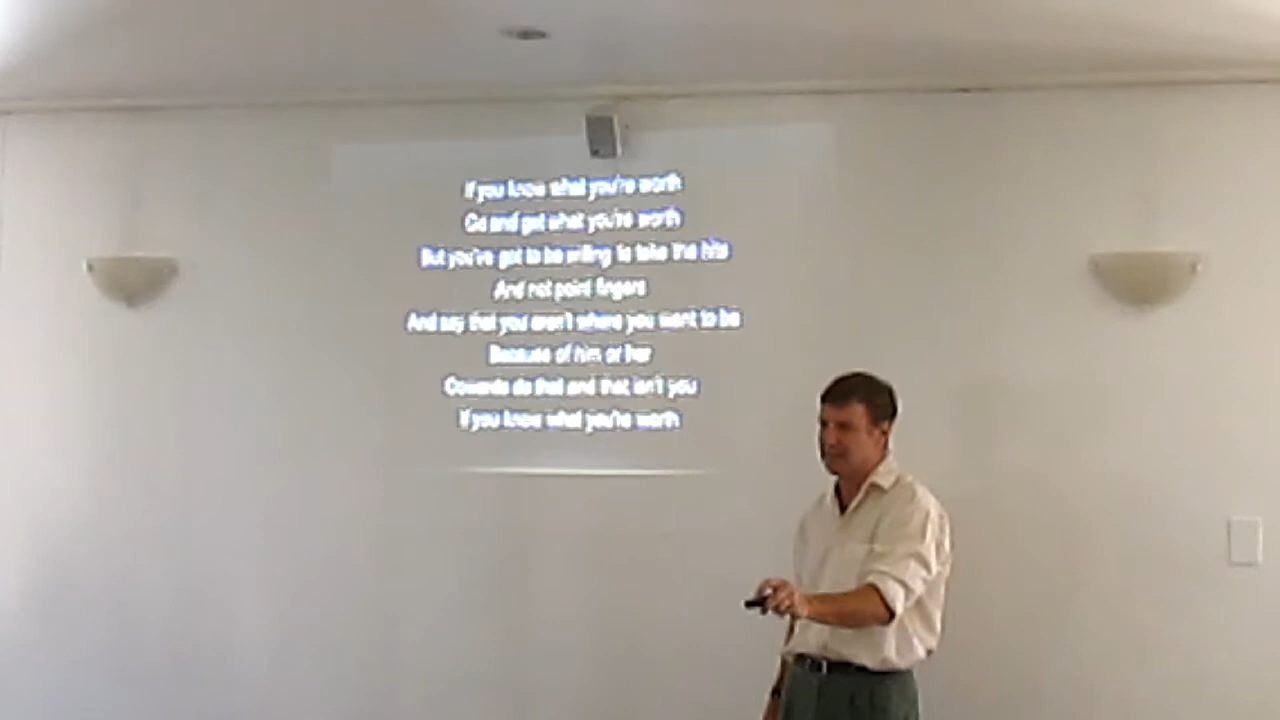 If you know what you're worth
Go and get what you're worth
But you've got to be willing to take the hits
And not point fingers
And say that you aren't where you want to be
Because of him or her
Cowards do that and that isn't you
If you know what you're worth